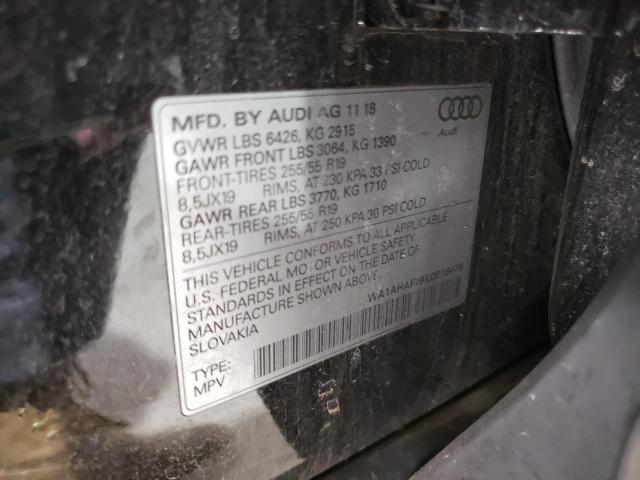 MFD. BY AUDI AG 11 18
GVWR LBS 6426, KG 2915
GAWR FRONT LBS 3064, KG 1390
FRONT-TIRES 255/55 R19
8,5JX19 RIMS, AT 230 KPA 33 PSI COLD
GAWR REAR LBS 3770, KG 1710
REAR-TIRES 255/55 R19
8,5JX19 RIMS, AT 250 KPA 36 PSI COLD
THIS VEHICLE CONFORMS TO ALL APPLICABLE
U.S. FEDERAL MOTOR VEHICLE SAFETY
STANDARDS IN EFFECT ON THE DATE OF
MANUFACTURE SHOWN ABOVE.
SLOVAKIA
TYPE:
MPV
Audi